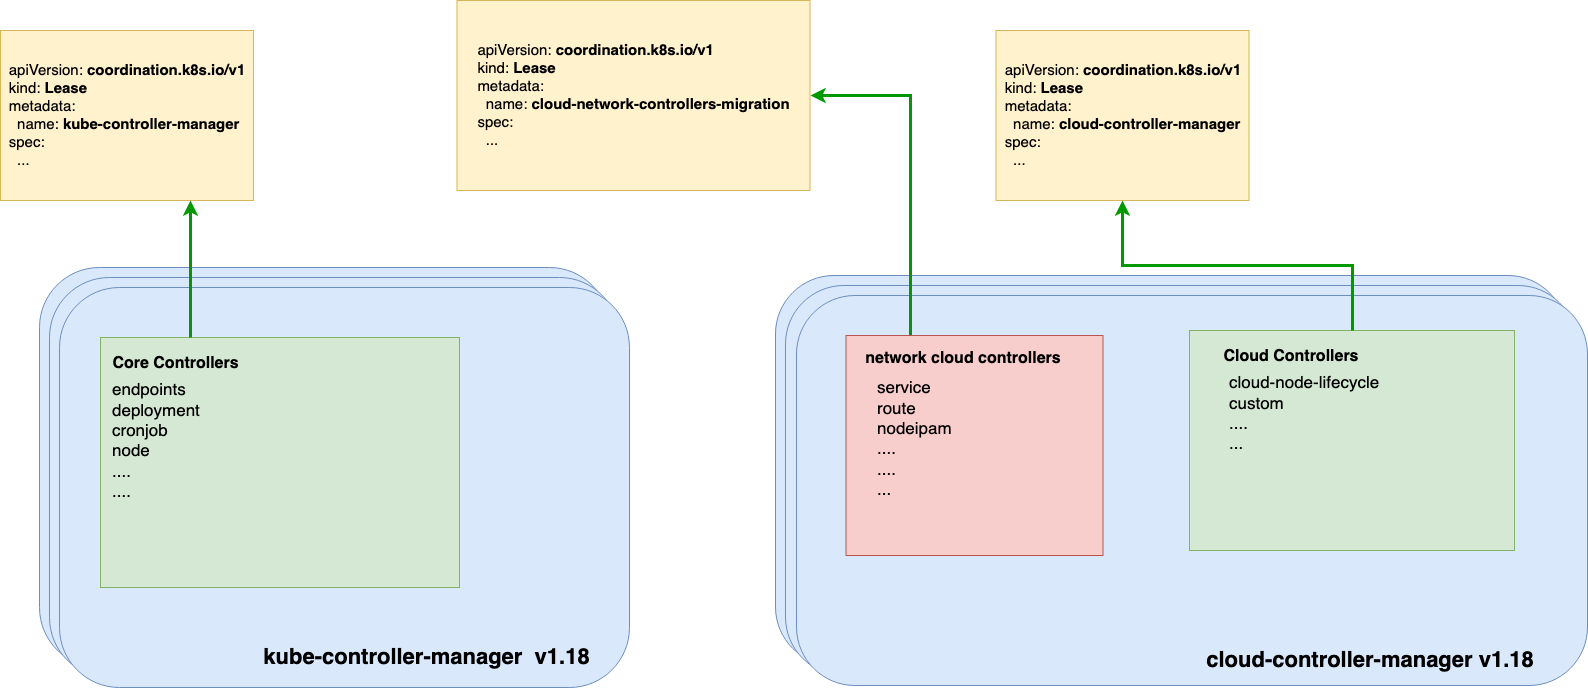 apiVersion: coordination.k8s.io/v1
kind: Lease
metadata:
  name: kube-controller-manager
spec:
  ...
apiVersion: coordination.k8s.io/v1
kind: Lease
metadata:
  name: cloud-network-controllers-migration
spec:
  ...
apiVersion: coordination.k8s.io/v1
kind: Lease
metadata:
  name: cloud-controller-manager
spec:
  ...
Core Controllers
endpoints
deployment
cronjob
node
....
....
kube-controller-manager  v1.18
network cloud controllers
service
route
nodeipam
....
....
...
Cloud Controllers
cloud-node-lifecycle
custom
....
...
cloud-controller-manager v1.18